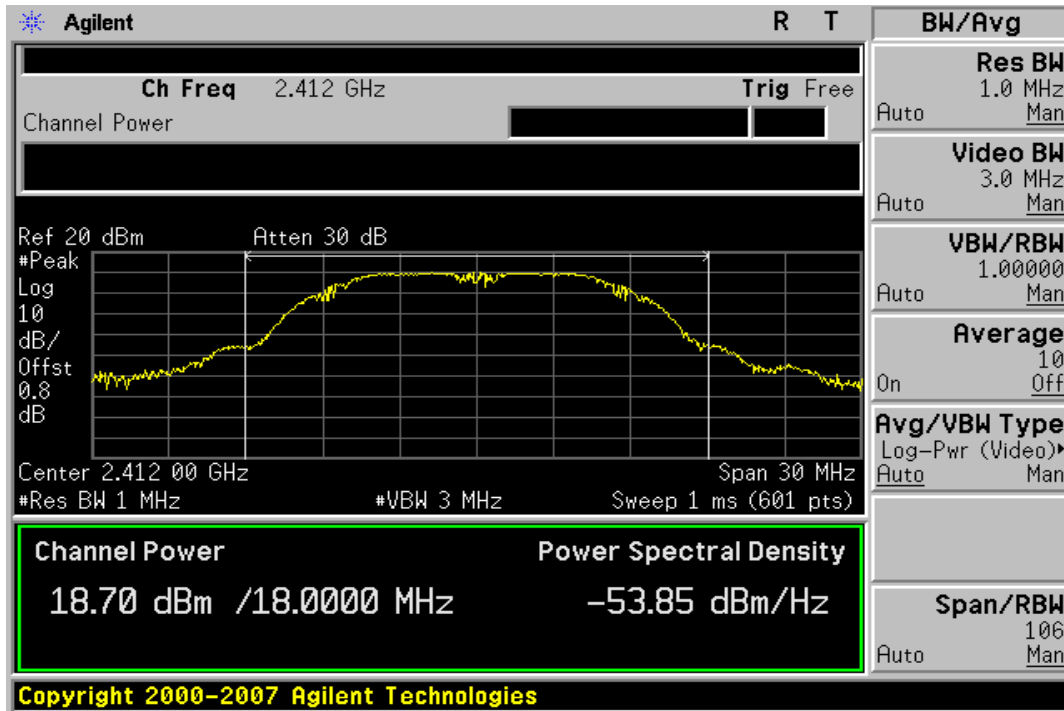 Agilent
R T
Ch Freq 2.412 GHz
Trig Free
Channel Power
Ref 20 dBm
Atten 30 dB
#Peak
Log
10
dB/
Offst
0.8
dB
Center 2.412 00 GHz
Span 30 MHz
#Res BW 1 MHz
#VBW 3 MHz
Sweep 1 ms (601 pts)
Channel Power
Power Spectral Density
18.70 dBm /18.0000 MHz
-53.85 dBm/Hz
Copyright 2000-2007 Agilent Technologies
BW/Avg
Res BW
1.0 MHz
Auto Man
Video BW
3.0 MHz
Auto Man
VBW/RBW
1.00000
Auto Man
Average
10
On Off
Avg/VBW Type
Log-Pwr (Video)▸
Auto Man
Span/RBW
106
Auto Man